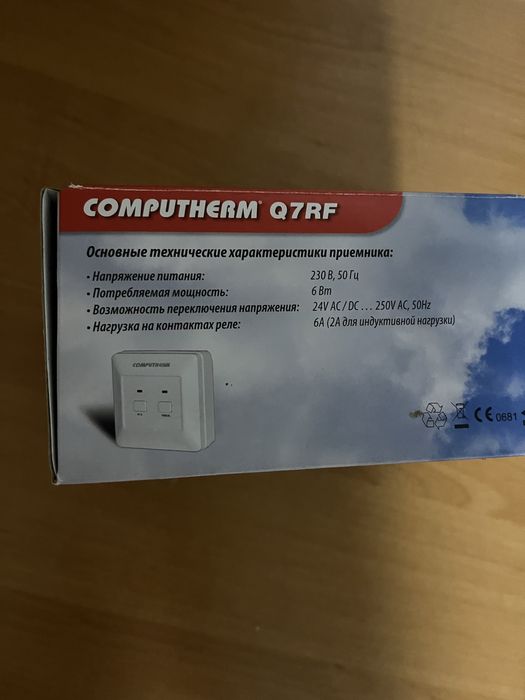 COMPUTHERM® Q7RF
Основные технические характеристики приемника:
• Напряжение питания: 230 В, 50 Гц
• Потребляемая мощность: 6 Вт
• Возможность переключения напряжения: 24V AC / DC ... 250V AC, 50Hz
• Нагрузка на контактах реле: 6A (2A для индуктивной нагрузки)
COMPUTHERM
CE 0681